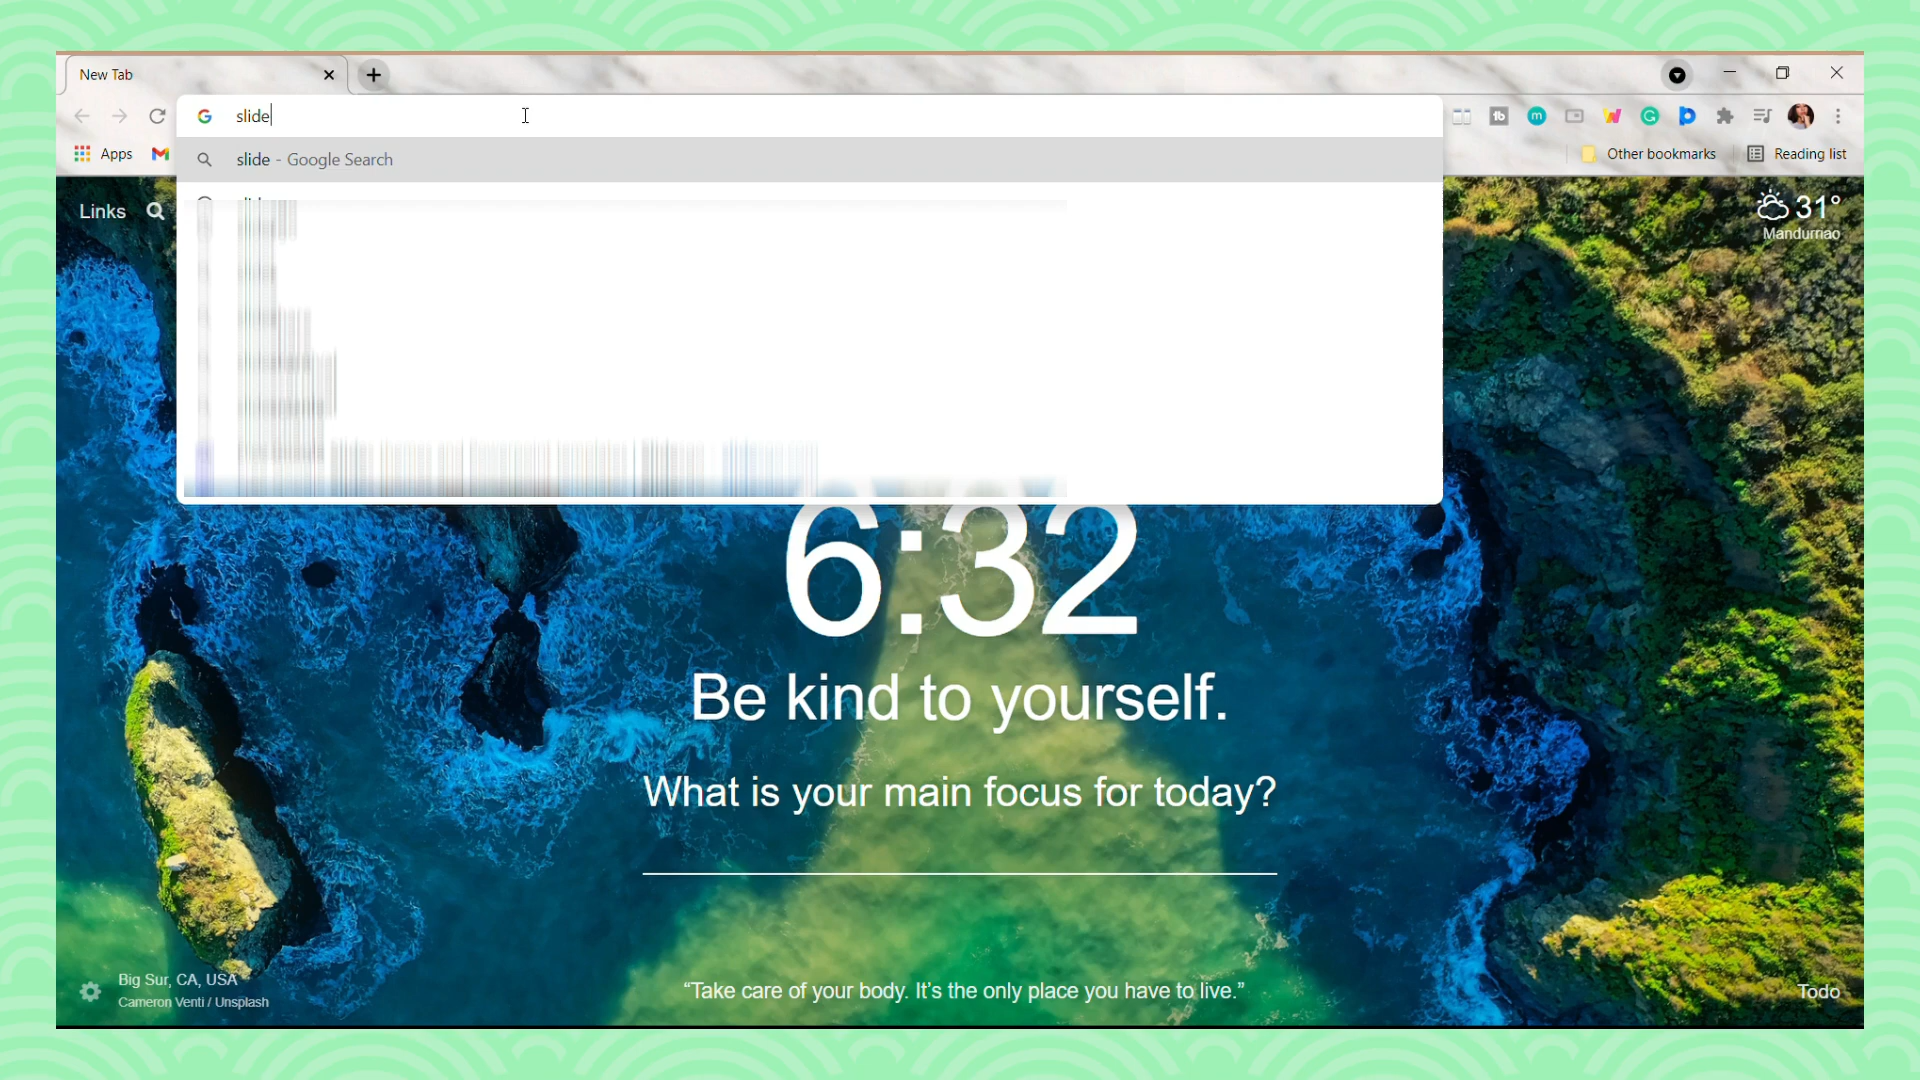 New Tab
slide
Apps
slide - Google Search
Other bookmarks
Reading list
Links
31°
Mandurriao
6:32
Be kind to yourself.
What is your main focus for today?
Big Sur, CA, USA
Cameron Venti / Unsplash
“Take care of your body. It’s the only place you have to live.”
Todo